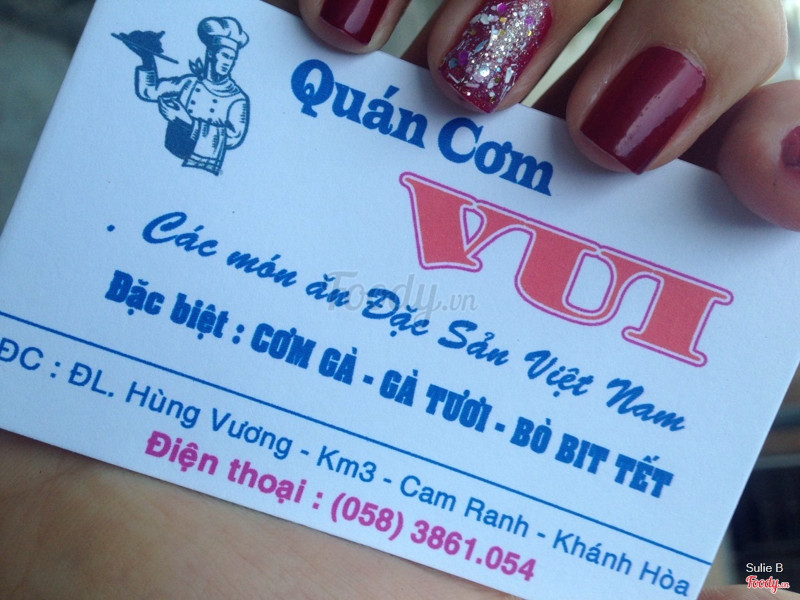 Quán Cơm
VUI
. Các món ăn Đặc Sản Việt Nam
Đặc biệt : CƠM GÀ - GÀ TƯƠI - BÒ BIT TẾT
ĐC : ĐL. Hùng Vương - Km3 - Cam Ranh - Khánh Hòa
Điện thoại : (058) 3861.054
Foody.vn
Sulie B
Foody.vn